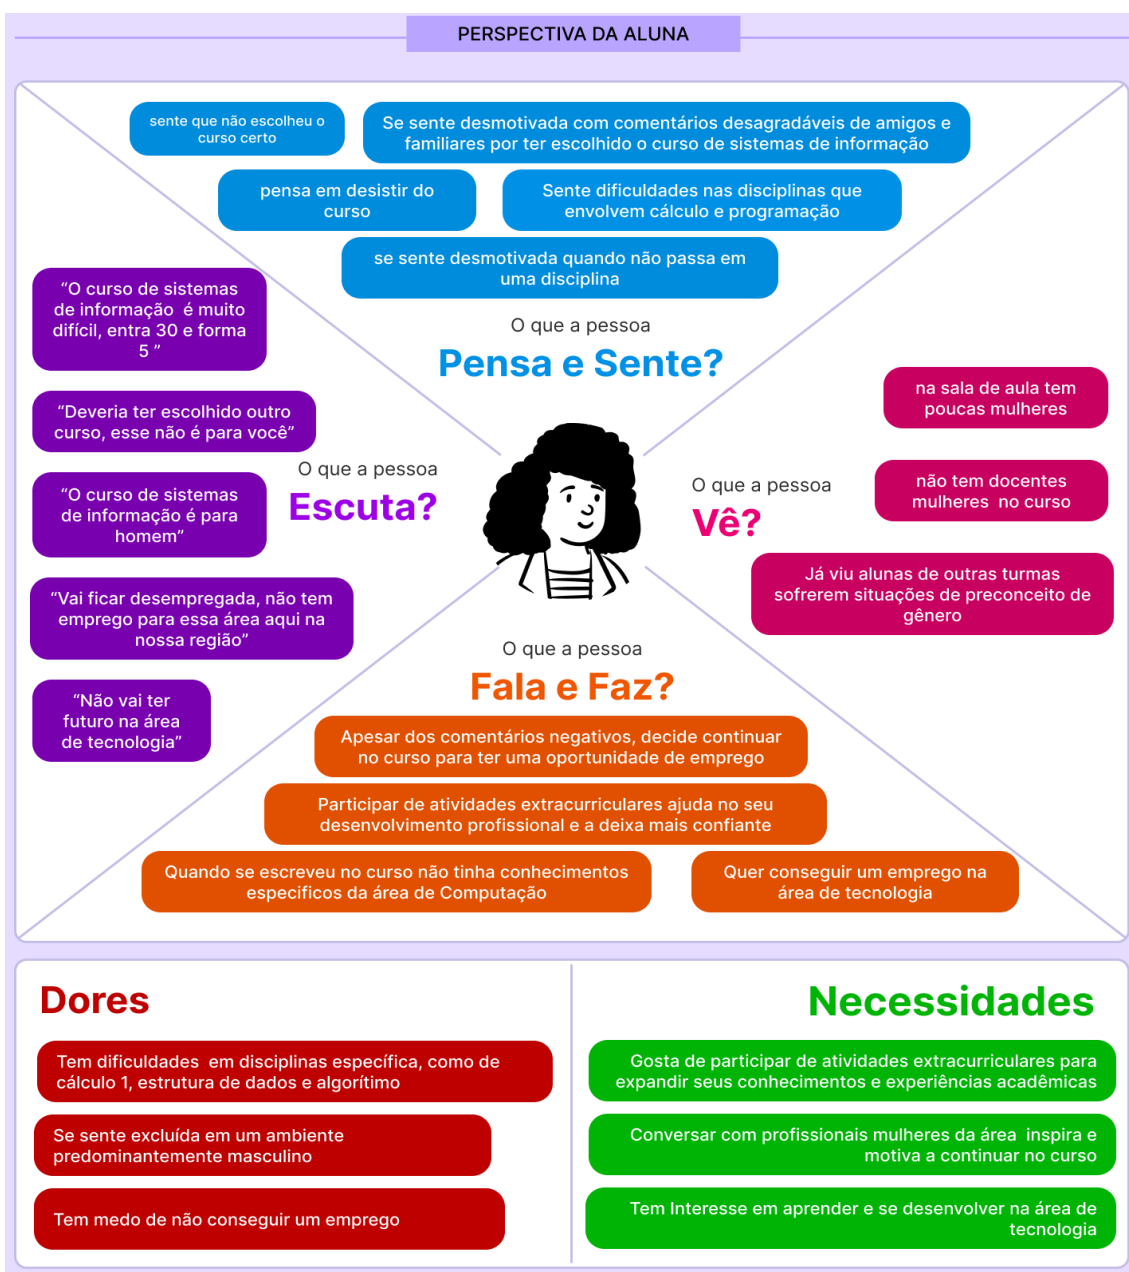 PERSPECTIVA DA ALUNA
sente que não escolheu o
curso certo
Se sente desmotivada com comentários desagradáveis de amigos e
familiares por ter escolhido o curso de sistemas de informação
pensa em desistir do
curso
Sente dificuldades nas disciplinas que
envolvem cálculo e programação
se sente desmotivada quando não passa em
uma disciplina
O que a pessoa
Pensa e Sente?
“O curso de sistemas
de informação é muito
difícil, entra 30 e forma
5 ”
“Deveria ter escolhido outro
curso, esse não é para você”
“O curso de sistemas
de informação é para
homem”
“Vai ficar desempregada, não tem
emprego para essa área aqui na
nossa região”
“Não vai ter
futuro na área
de tecnologia”
O que a pessoa
Escuta?
O que a pessoa
Vê?
na sala de aula tem
poucas mulheres
não tem docentes
mulheres no curso
Já viu alunas de outras turmas
sofrerem situações de preconceito de
gênero
O que a pessoa
Fala e Faz?
Apesar dos comentários negativos, decide continuar
no curso para ter uma oportunidade de emprego
Participar de atividades extracurriculares ajuda no seu
desenvolvimento profissional e a deixa mais confiante
Quando se escreveu no curso não tinha conhecimentos
especificos da área de Computação
Quer conseguir um emprego na
área de tecnologia
Dores
Tem dificuldades em disciplinas específica, como de
cálculo 1, estrutura de dados e algorítimo
Se sente excluída em um ambiente
predominantemente masculino
Tem medo de não conseguir um emprego
Necessidades
Gosta de participar de atividades extracurriculares para
expandir seus conhecimentos e experiências acadêmicas
Conversar com profissionais mulheres da área inspira e
motiva a continuar no curso
Tem Interesse em aprender e se desenvolver na área de
tecnologia